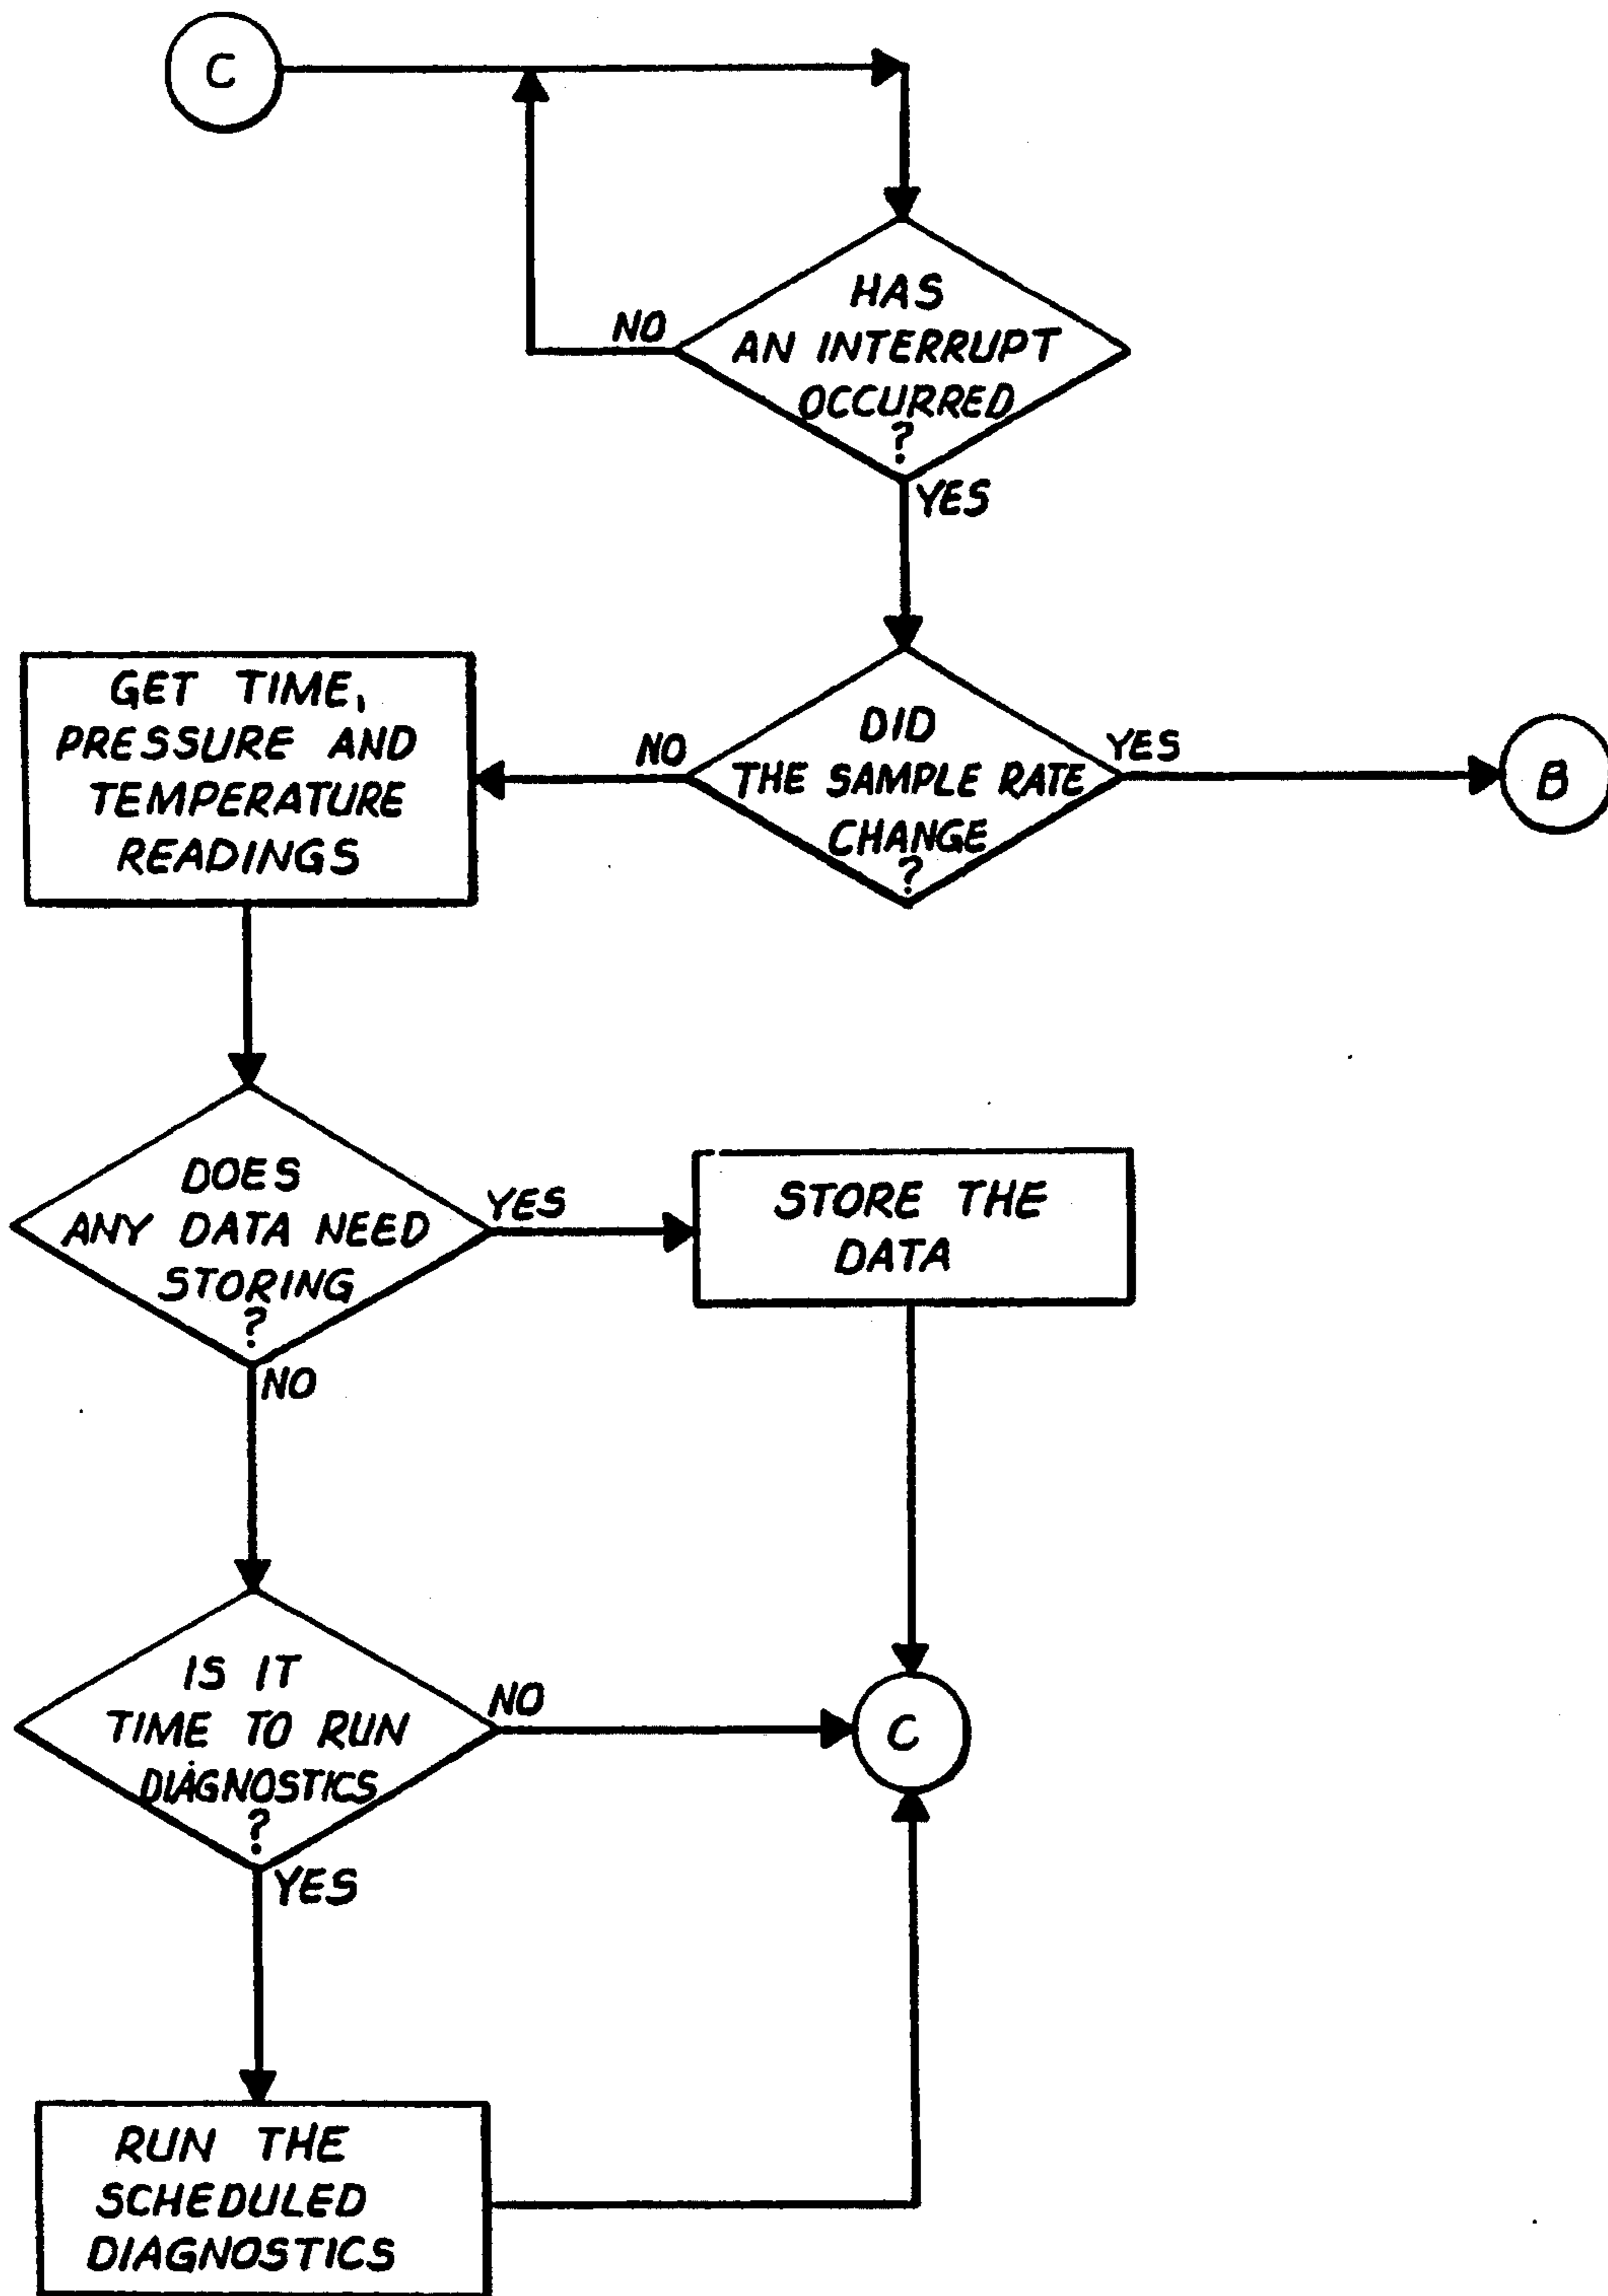 C
HAS
AN INTERRUPT
OCCURRED
?
NO
YES
GET TIME,
PRESSURE AND
TEMPERATURE
READINGS
NO
DID
THE SAMPLE RATE
CHANGE
?
YES
B
DOES
ANY DATA NEED
STORING
?
YES
NO
STORE THE
DATA
IS IT
TIME TO RUN
DIAGNOSTICS
?
NO
YES
C
RUN THE
SCHEDULED
DIAGNOSTICS